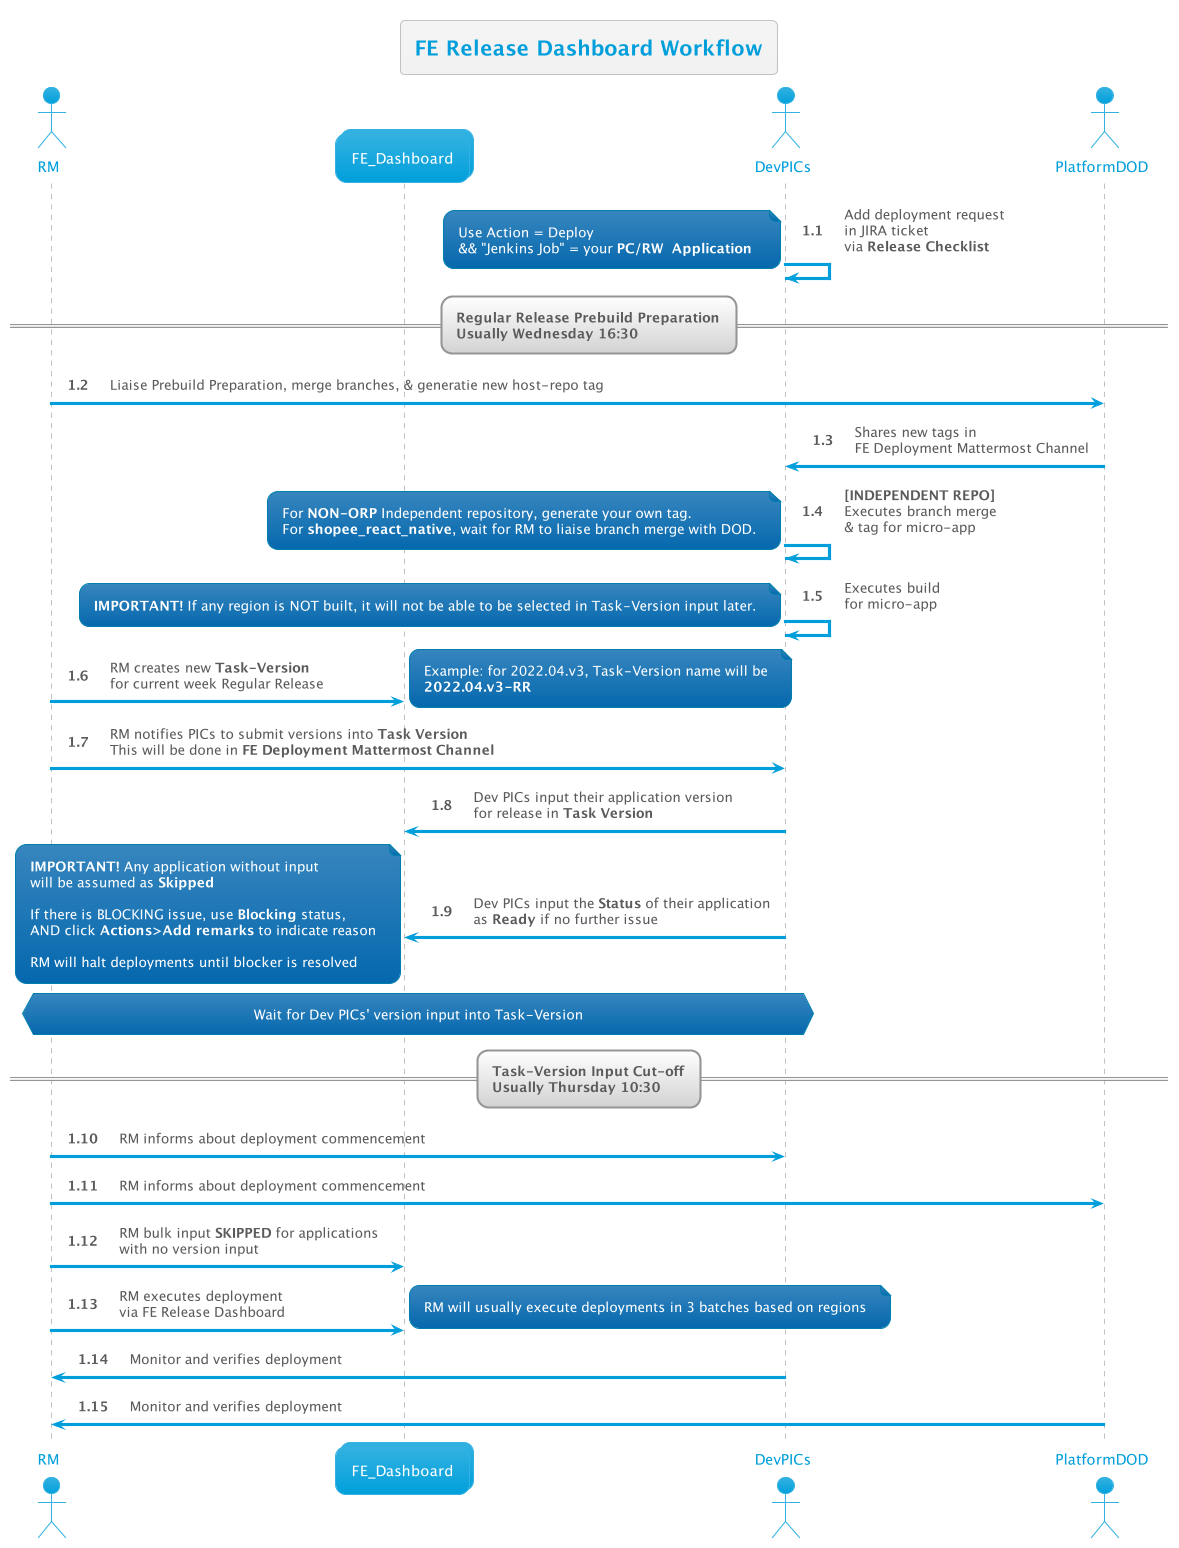 FE Release Dashboard Workflow
RM
FE_Dashboard
DevPICs
PlatformDOD
Use Action = Deploy
&& "Jenkins Job" = your PC/RW  Application
1.1
Add deployment request
in JIRA ticket
via Release Checklist
Regular Release Prebuild Preparation
Usually Wednesday 16:30
1.2 Liaise Prebuild Preparation, merge branches, & generatie new host-repo tag
1.3
Shares new tags in
FE Deployment Mattermost Channel
For NON-ORP Independent repository, generate your own tag.
For shopee_react_native, wait for RM to liaise branch merge with DOD.
1.4
[INDEPENDENT REPO]
Executes branch merge
& tag for micro-app
IMPORTANT! If any region is NOT built, it will not be able to be selected in Task-Version input later.
1.5
Executes build
for micro-app
1.6
RM creates new Task-Version
for current week Regular Release
Example: for 2022.04.v3, Task-Version name will be
2022.04.v3-RR
1.7
RM notifies PICs to submit versions into Task Version
This will be done in FE Deployment Mattermost Channel
1.8
Dev PICs input their application version
for release in Task Version
IMPORTANT! Any application without input
will be assumed as Skipped
If there is BLOCKING issue, use Blocking status,
AND click Actions>Add remarks to indicate reason
RM will halt deployments until blocker is resolved
1.9
Dev PICs input the Status of their application
as Ready if no further issue
Wait for Dev PICs' version input into Task-Version
Task-Version Input Cut-off
Usually Thursday 10:30
1.10 RM informs about deployment commencement
1.11 RM informs about deployment commencement
1.12
RM bulk input SKIPPED for applications
with no version input
1.13
RM executes deployment
via FE Release Dashboard
RM will usually execute deployments in 3 batches based on regions
1.14 Monitor and verifies deployment
1.15 Monitor and verifies deployment
RM
FE_Dashboard
DevPICs
PlatformDOD